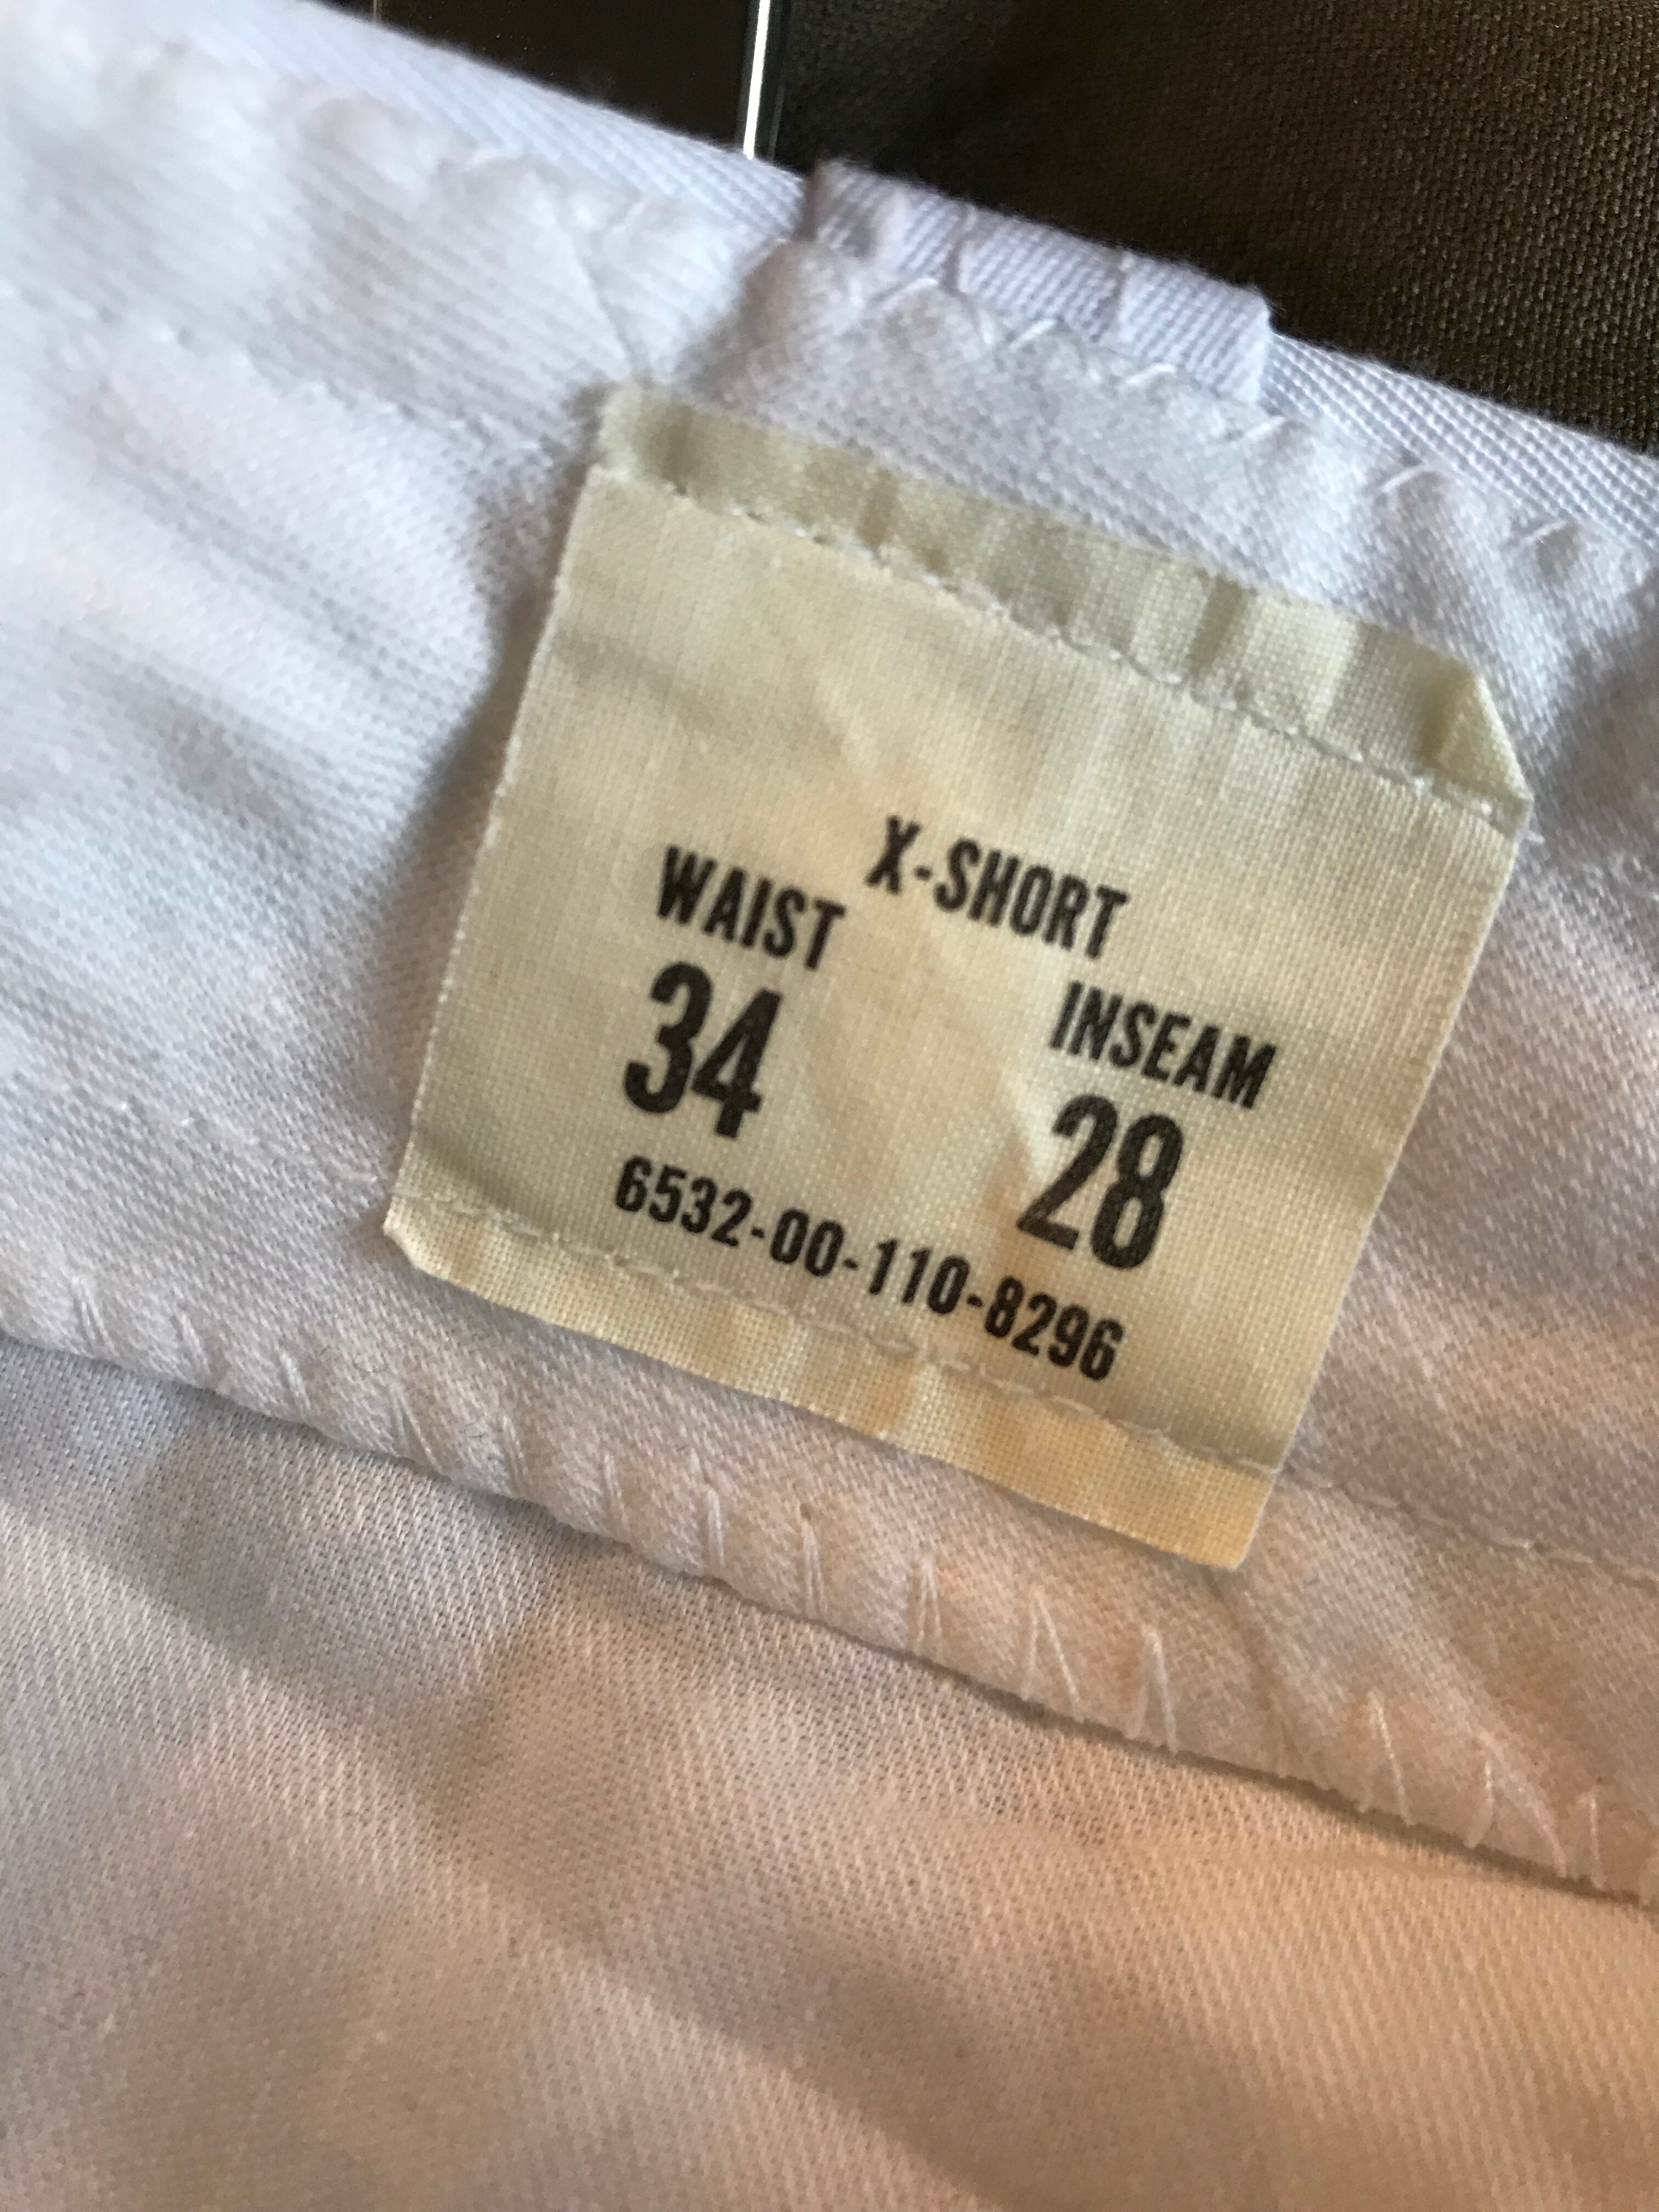 X-SHORT
WAIST INSEAM
34 28
6532-00-110-8296